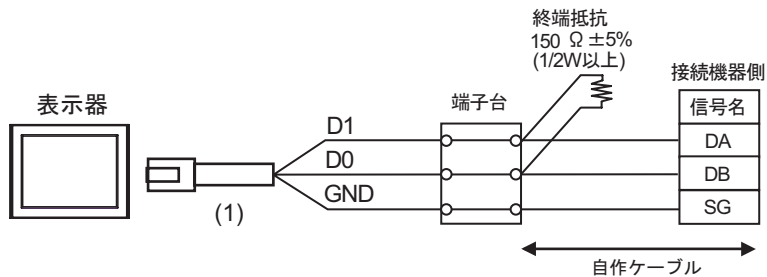 終端抵抗
150 Ω ±5%
(1/2W以上)
接続機器側
表示器
端子台
信号名
D1
DA
D0
DB
GND
SG
(1)
自作ケーブル